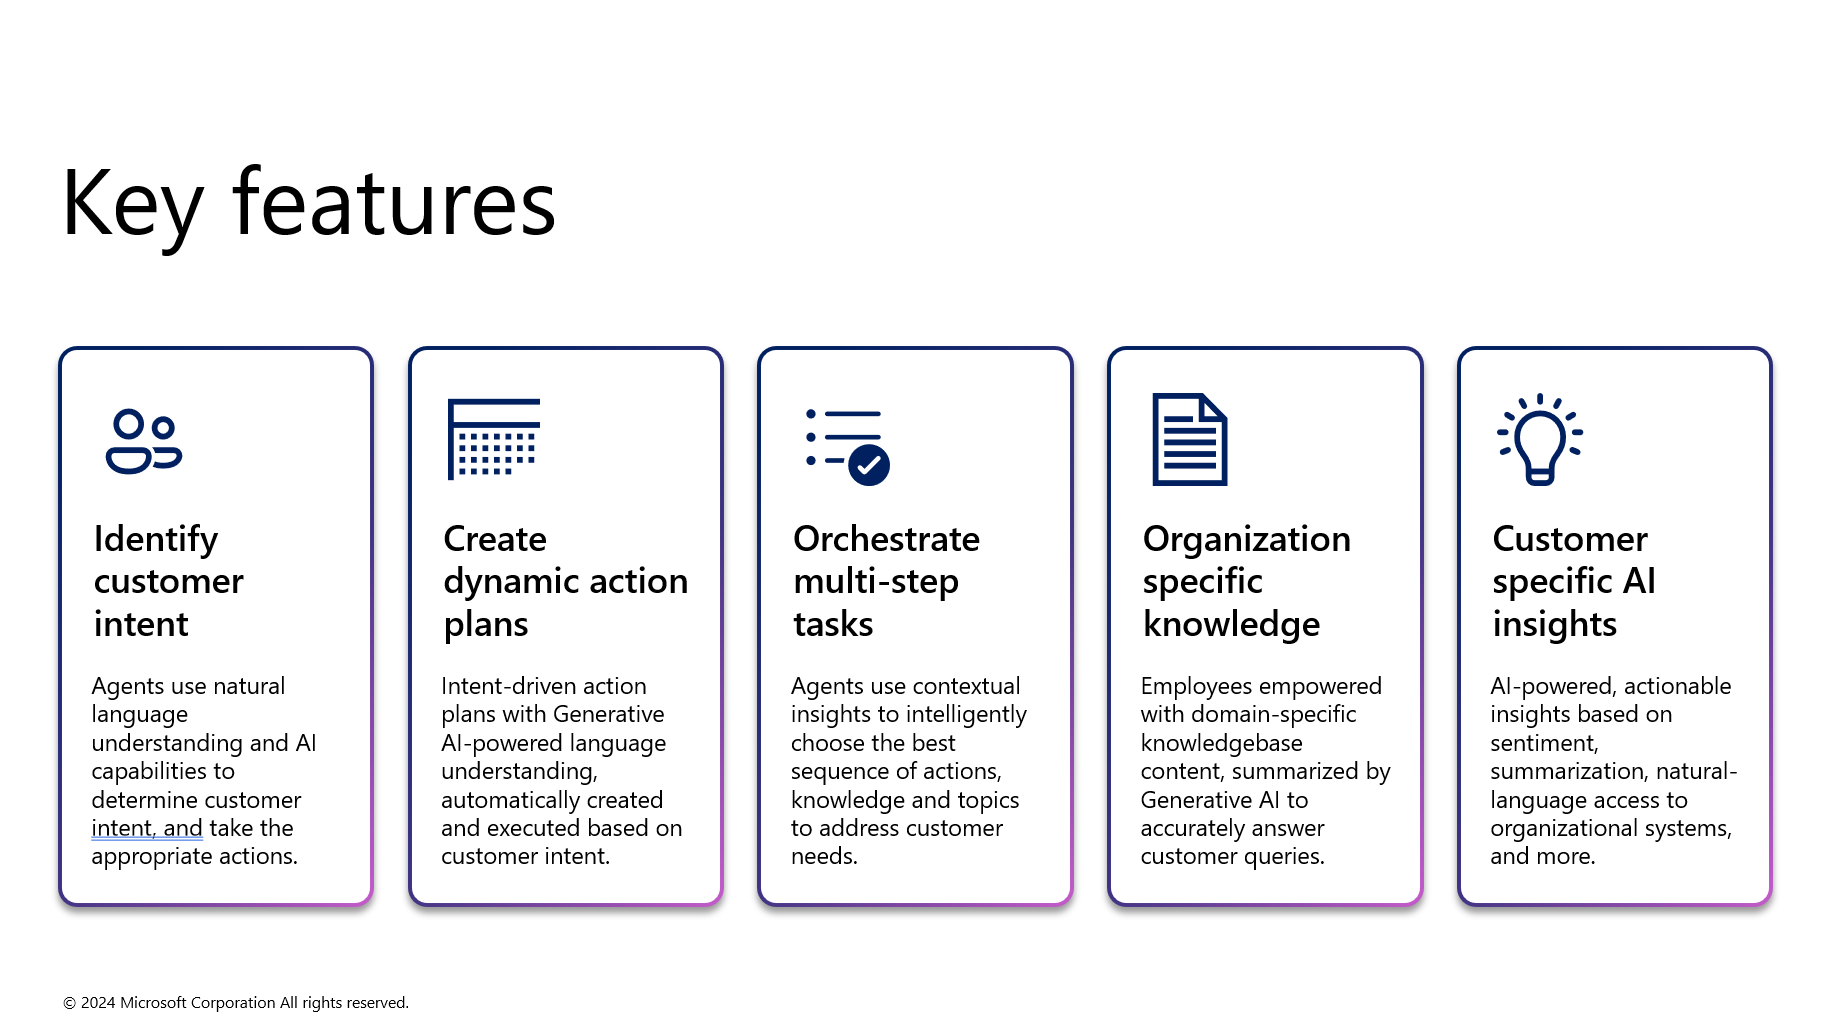 Key features
Identify
customer
intent
Agents use natural
language
understanding and AI
capabilities to
determine customer
intent, and take the
appropriate actions.
Create
dynamic action
plans
Intent-driven action
plans with Generative
AI-powered language
understanding,
automatically created
and executed based on
customer intent.
Orchestrate
multi-step
tasks
Agents use contextual
insights to intelligently
choose the best
sequence of actions,
knowledge and topics
to address customer
needs.
Organization
specific
knowledge
Employees empowered
with domain-specific
knowledgebase
content, summarized by
Generative AI to
accurately answer
customer queries.
Customer
specific AI
insights
AI-powered, actionable
insights based on
sentiment,
summarization, natural-
language access to
organizational systems,
and more.
© 2024 Microsoft Corporation All rights reserved.